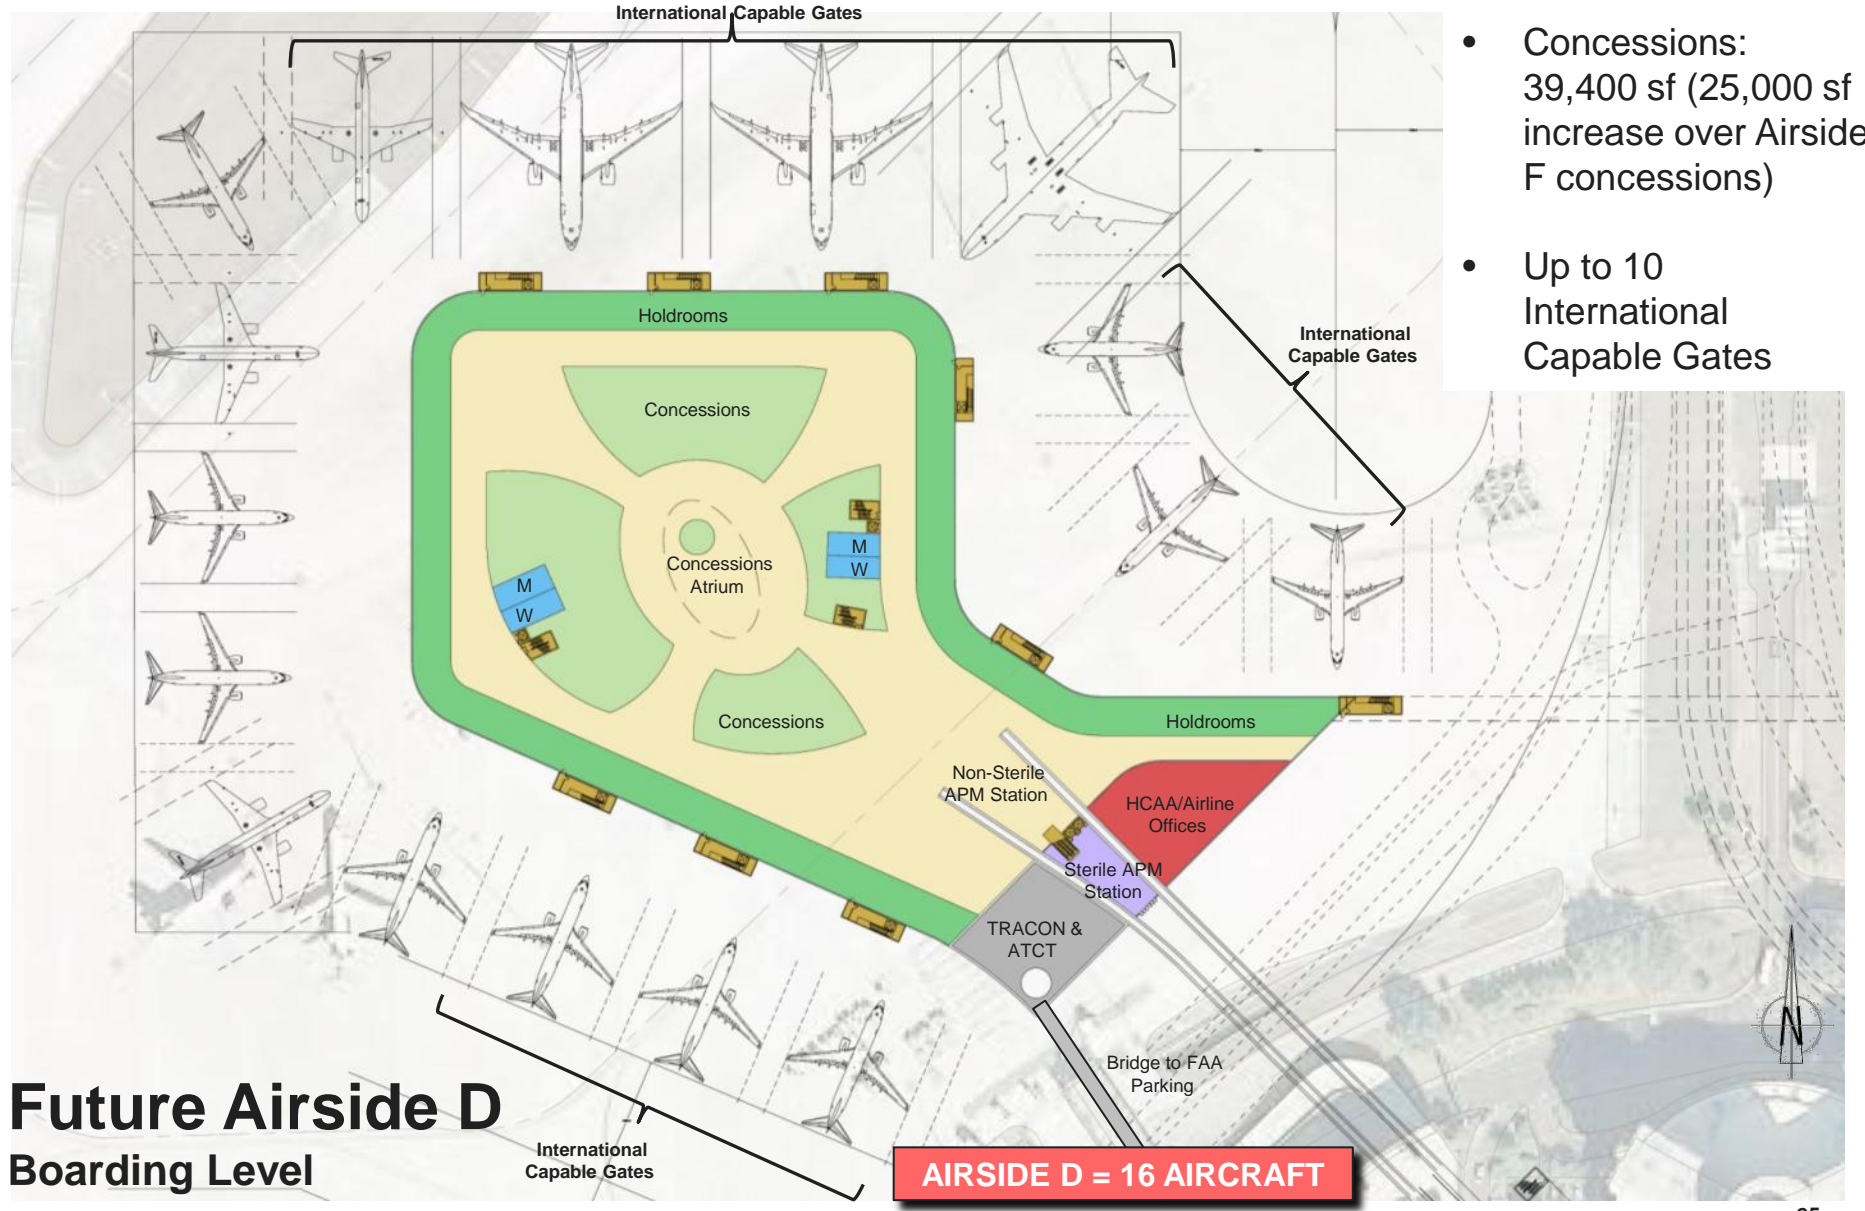 International Capable Gates
• Concessions:
39,400 sf (25,000 sf
increase over Airside
F concessions)
• Up to 10
International
Capable Gates
International
Capable Gates
Holdrooms
Concessions
Concessions
Atrium
M
W
M
W
Concessions
Holdrooms
Non-Sterile
APM Station
HCAA/Airline
Offices
Sterile APM
Station
TRACON &
ATCT
Bridge to FAA
Parking
N
Future Airside D
Boarding Level
International
Capable Gates
AIRSIDE D = 16 AIRCRAFT